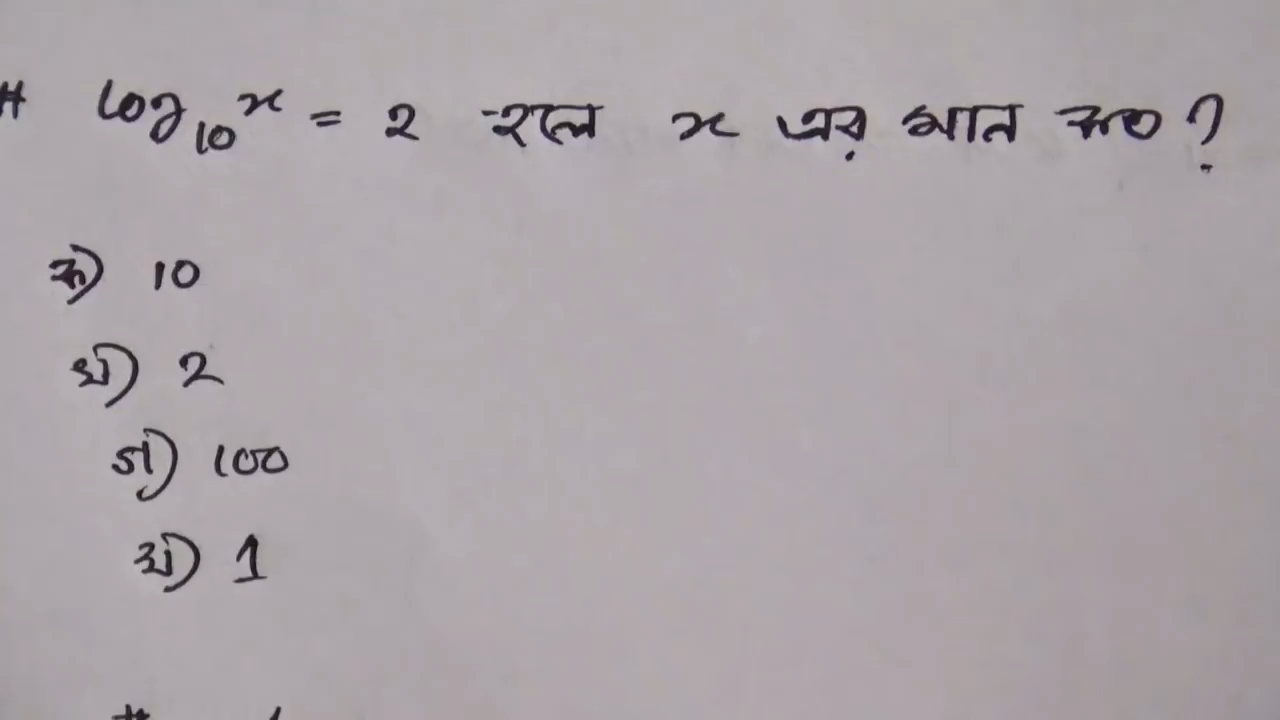 # log₁₀x = 2 হলে x এর মান কত?
ক) 10
খ) 2
গ) 100
ঘ) 1
#